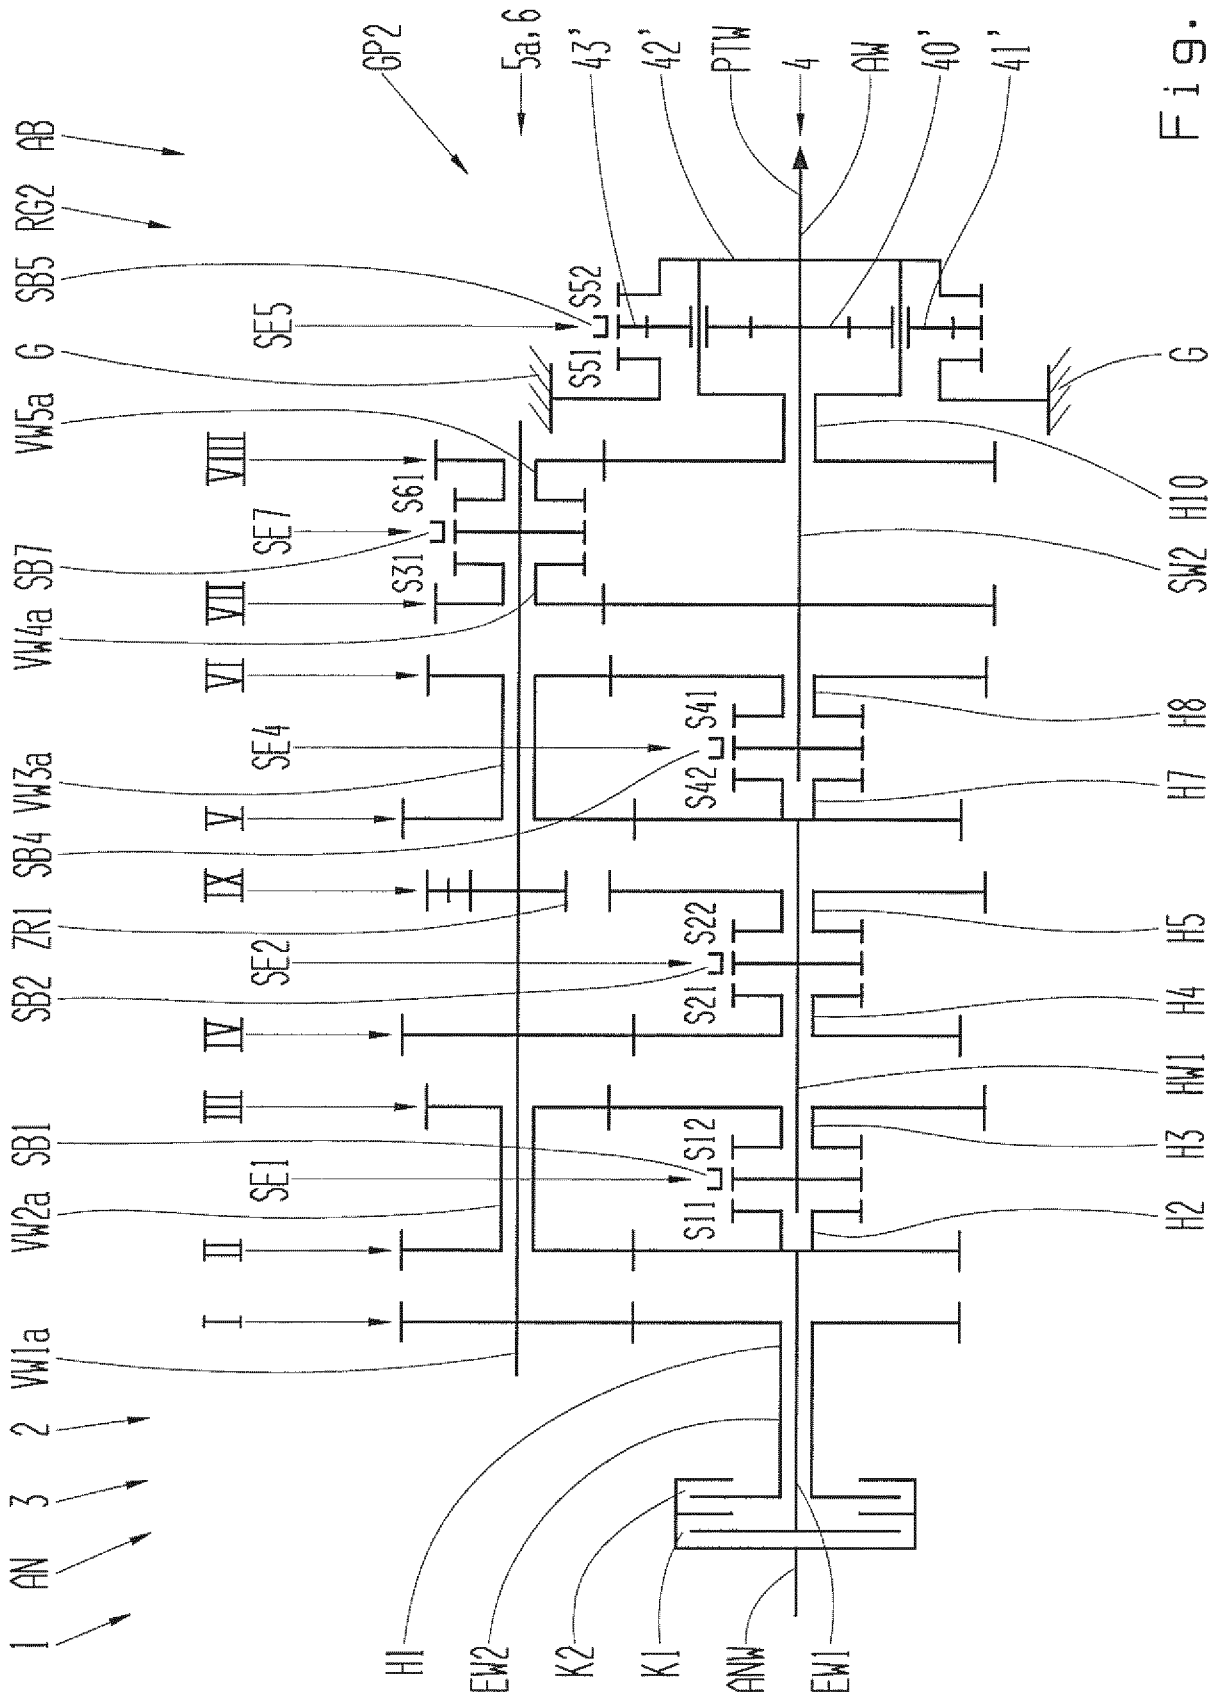 1 AN 3 2 VW1a VW2a SB1 SB2 ZR1 SB4 VW3a VW4a SB7 VW5a G SB5 RG2 AB
I II III IV IX V VI VII VIII
SE1 SE2 SE4 SE7 SE5 GP2
S31 S61
5a,6
S51 S52 43'
42'
S11 S12 S21 S22 S42 S41 PTW
4
AW
40'
41'
H1 EW2 K2 K1 ANW EW1
H2 H3 HW1 H4 H5 H7 H8 SW2 H10 G
Fig.